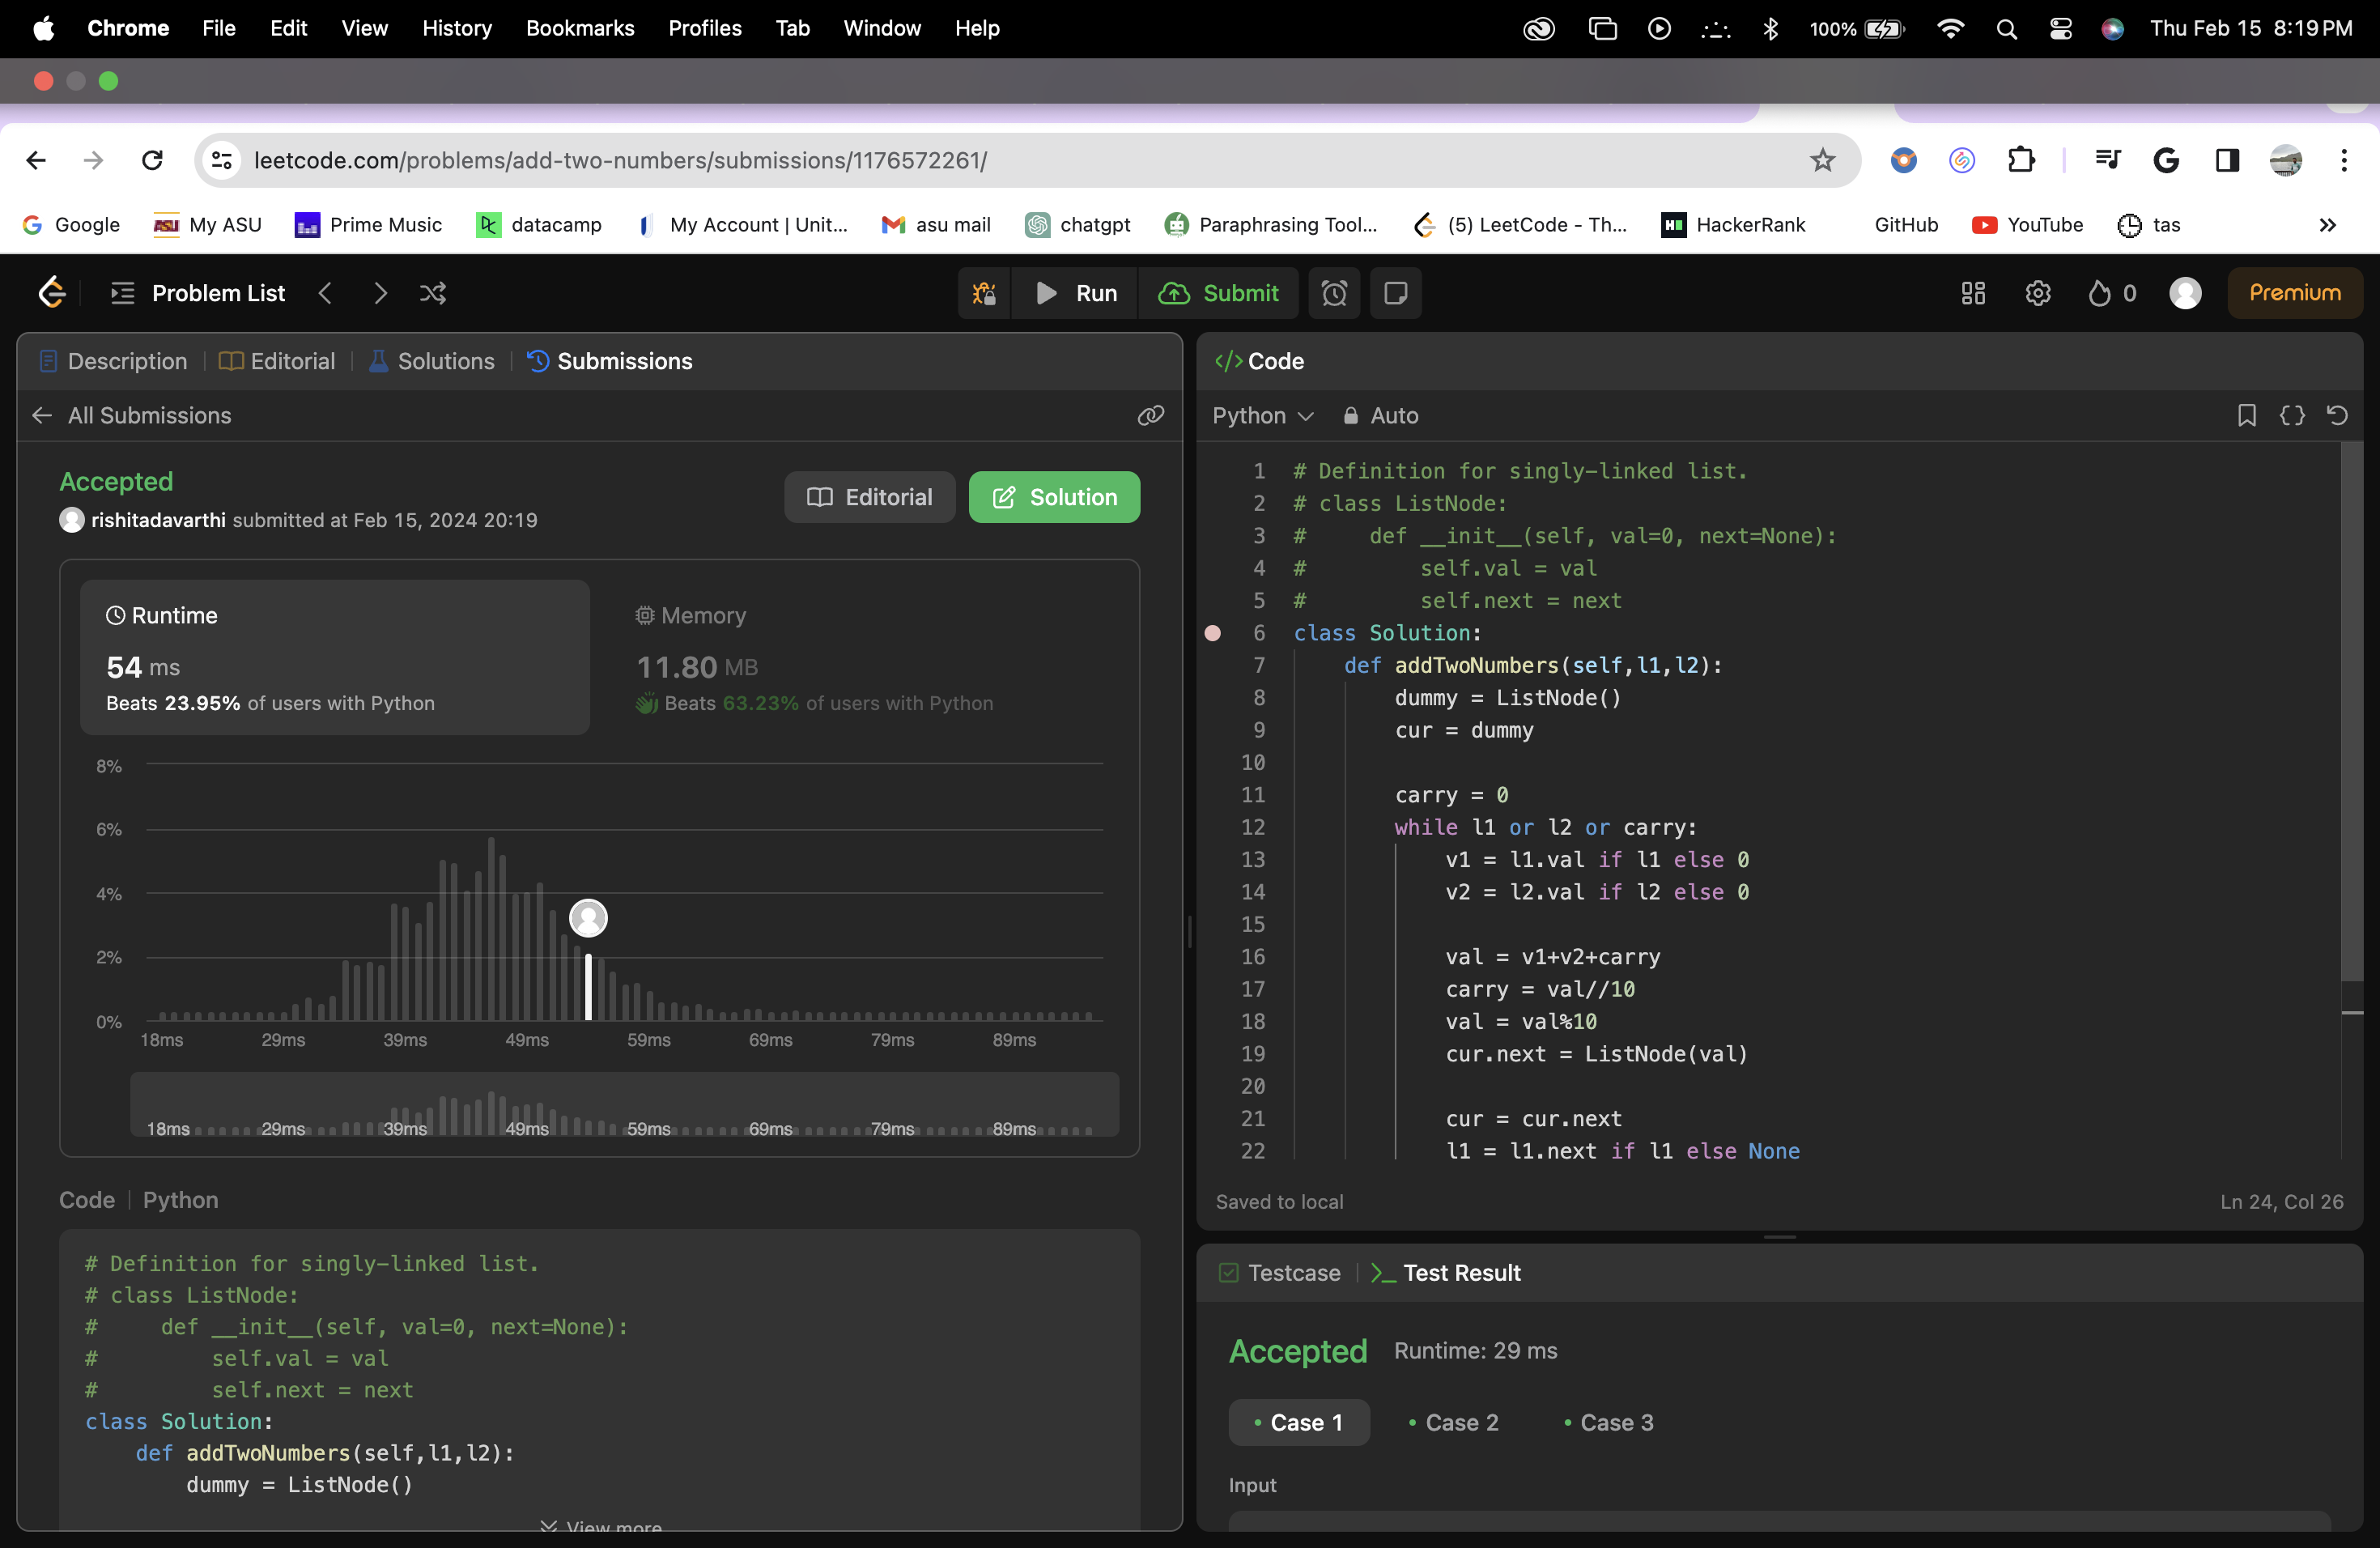 Chrome File Edit View History Bookmarks Profiles Tab Window Help 100% Thu Feb 15 8:19 PM
leetcode.com/problems/add-two-numbers/submissions/1176572261/
Google My ASU Prime Music datacamp My Account | Unit... asu mail chatgpt Paraphrasing Tool... (5) LeetCode - Th... HackerRank GitHub YouTube tas »
Problem List Run Submit 0 Premium
Description Editorial Solutions Submissions
All Submissions
Accepted
rishitadavarthi submitted at Feb 15, 2024 20:19
Editorial Solution
Runtime
54 ms
Beats 23.95% of users with Python
Memory
11.80 MB
Beats 63.23% of users with Python
8%
6%
4%
2%
0%
18ms 29ms 39ms 49ms 59ms 69ms 79ms 89ms
18ms 29ms 39ms 49ms 59ms 69ms 79ms 89ms
Code | Python
# Definition for singly-linked list.
# class ListNode:
#     def __init__(self, val=0, next=None):
#         self.val = val
#         self.next = next
class Solution:
    def addTwoNumbers(self,l1,l2):
        dummy = ListNode()
View more
</> Code
Python Auto
1 # Definition for singly-linked list.
2 # class ListNode:
3 #     def __init__(self, val=0, next=None):
4 #         self.val = val
5 #         self.next = next
6 class Solution:
7     def addTwoNumbers(self,l1,l2):
8         dummy = ListNode()
9         cur = dummy
10
11         carry = 0
12         while l1 or l2 or carry:
13             v1 = l1.val if l1 else 0
14             v2 = l2.val if l2 else 0
15
16             val = v1+v2+carry
17             carry = val//10
18             val = val%10
19             cur.next = ListNode(val)
20
21             cur = cur.next
22             l1 = l1.next if l1 else None
Saved to local Ln 24, Col 26
Testcase | >_ Test Result
Accepted Runtime: 29 ms
• Case 1 • Case 2 • Case 3
Input